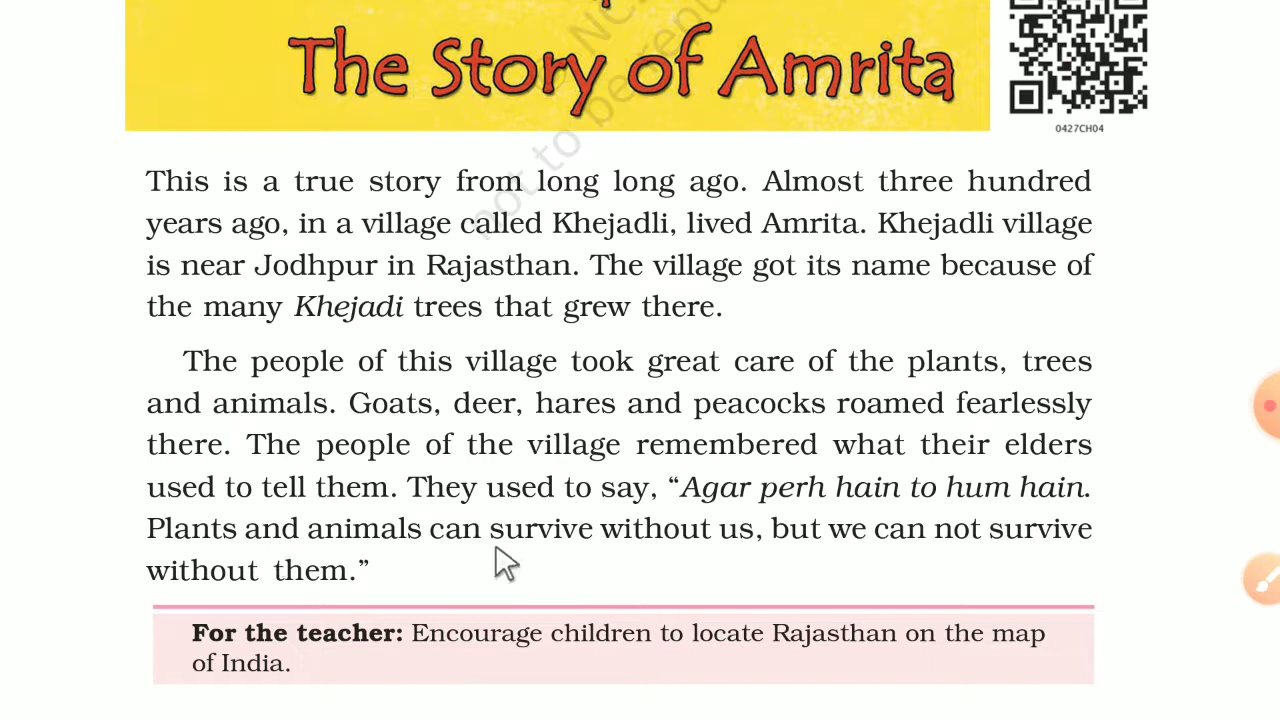 The Story of Amrita
0427CH04
not to be re
This is a true story from long long ago. Almost three hundred
years ago, in a village called Khejadli, lived Amrita. Khejadli village
is near Jodhpur in Rajasthan. The village got its name because of
the many Khejadi trees that grew there.
The people of this village took great care of the plants, trees
and animals. Goats, deer, hares and peacocks roamed fearlessly
there. The people of the village remembered what their elders
used to tell them. They used to say, “Agar perh hain to hum hain.
Plants and animals can survive without us, but we can not survive
without them.”
For the teacher: Encourage children to locate Rajasthan on the map
of India.